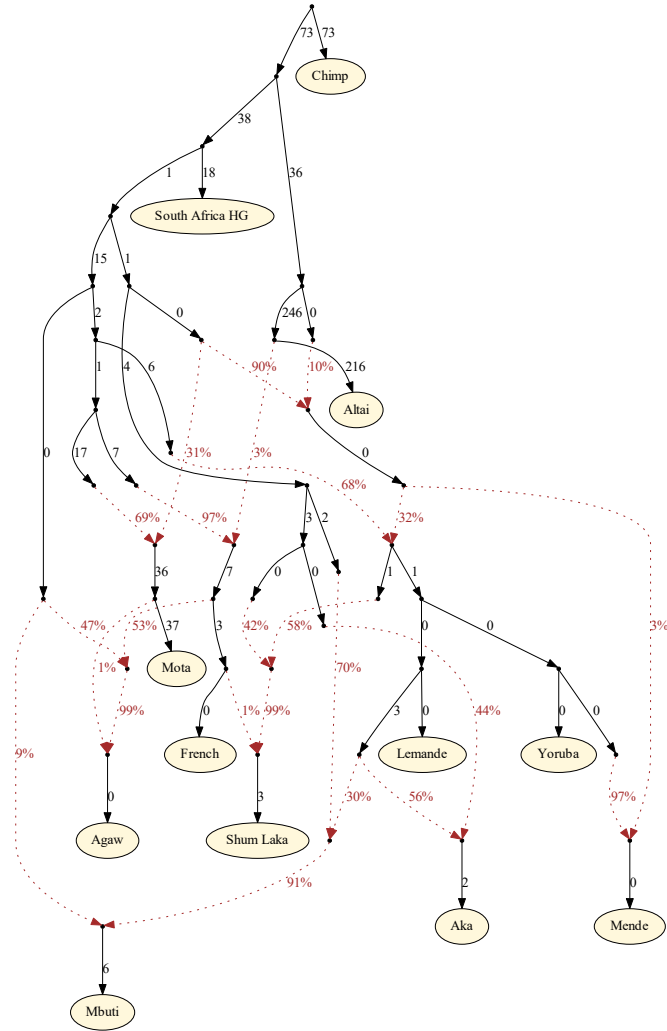 73 73
Chimp
38
1 18 36
South Africa HG
15 1
0 246 0
2
1 4 6 90% 10% 216
Altai
0 17 7 31% 3% 0
68%
69% 97% 3 2 32%
36 7 0 0 1 1
47% 53% 37 3 42% 58% 0 0 3%
1% 70%
Mota
99% 0 1% 99% 3 0 44% 0 0
9% French Lemande Yoruba
0 3 30% 56% 97%
Agaw Shum Laka
91% 2 0
Aka Mende
6
Mbuti